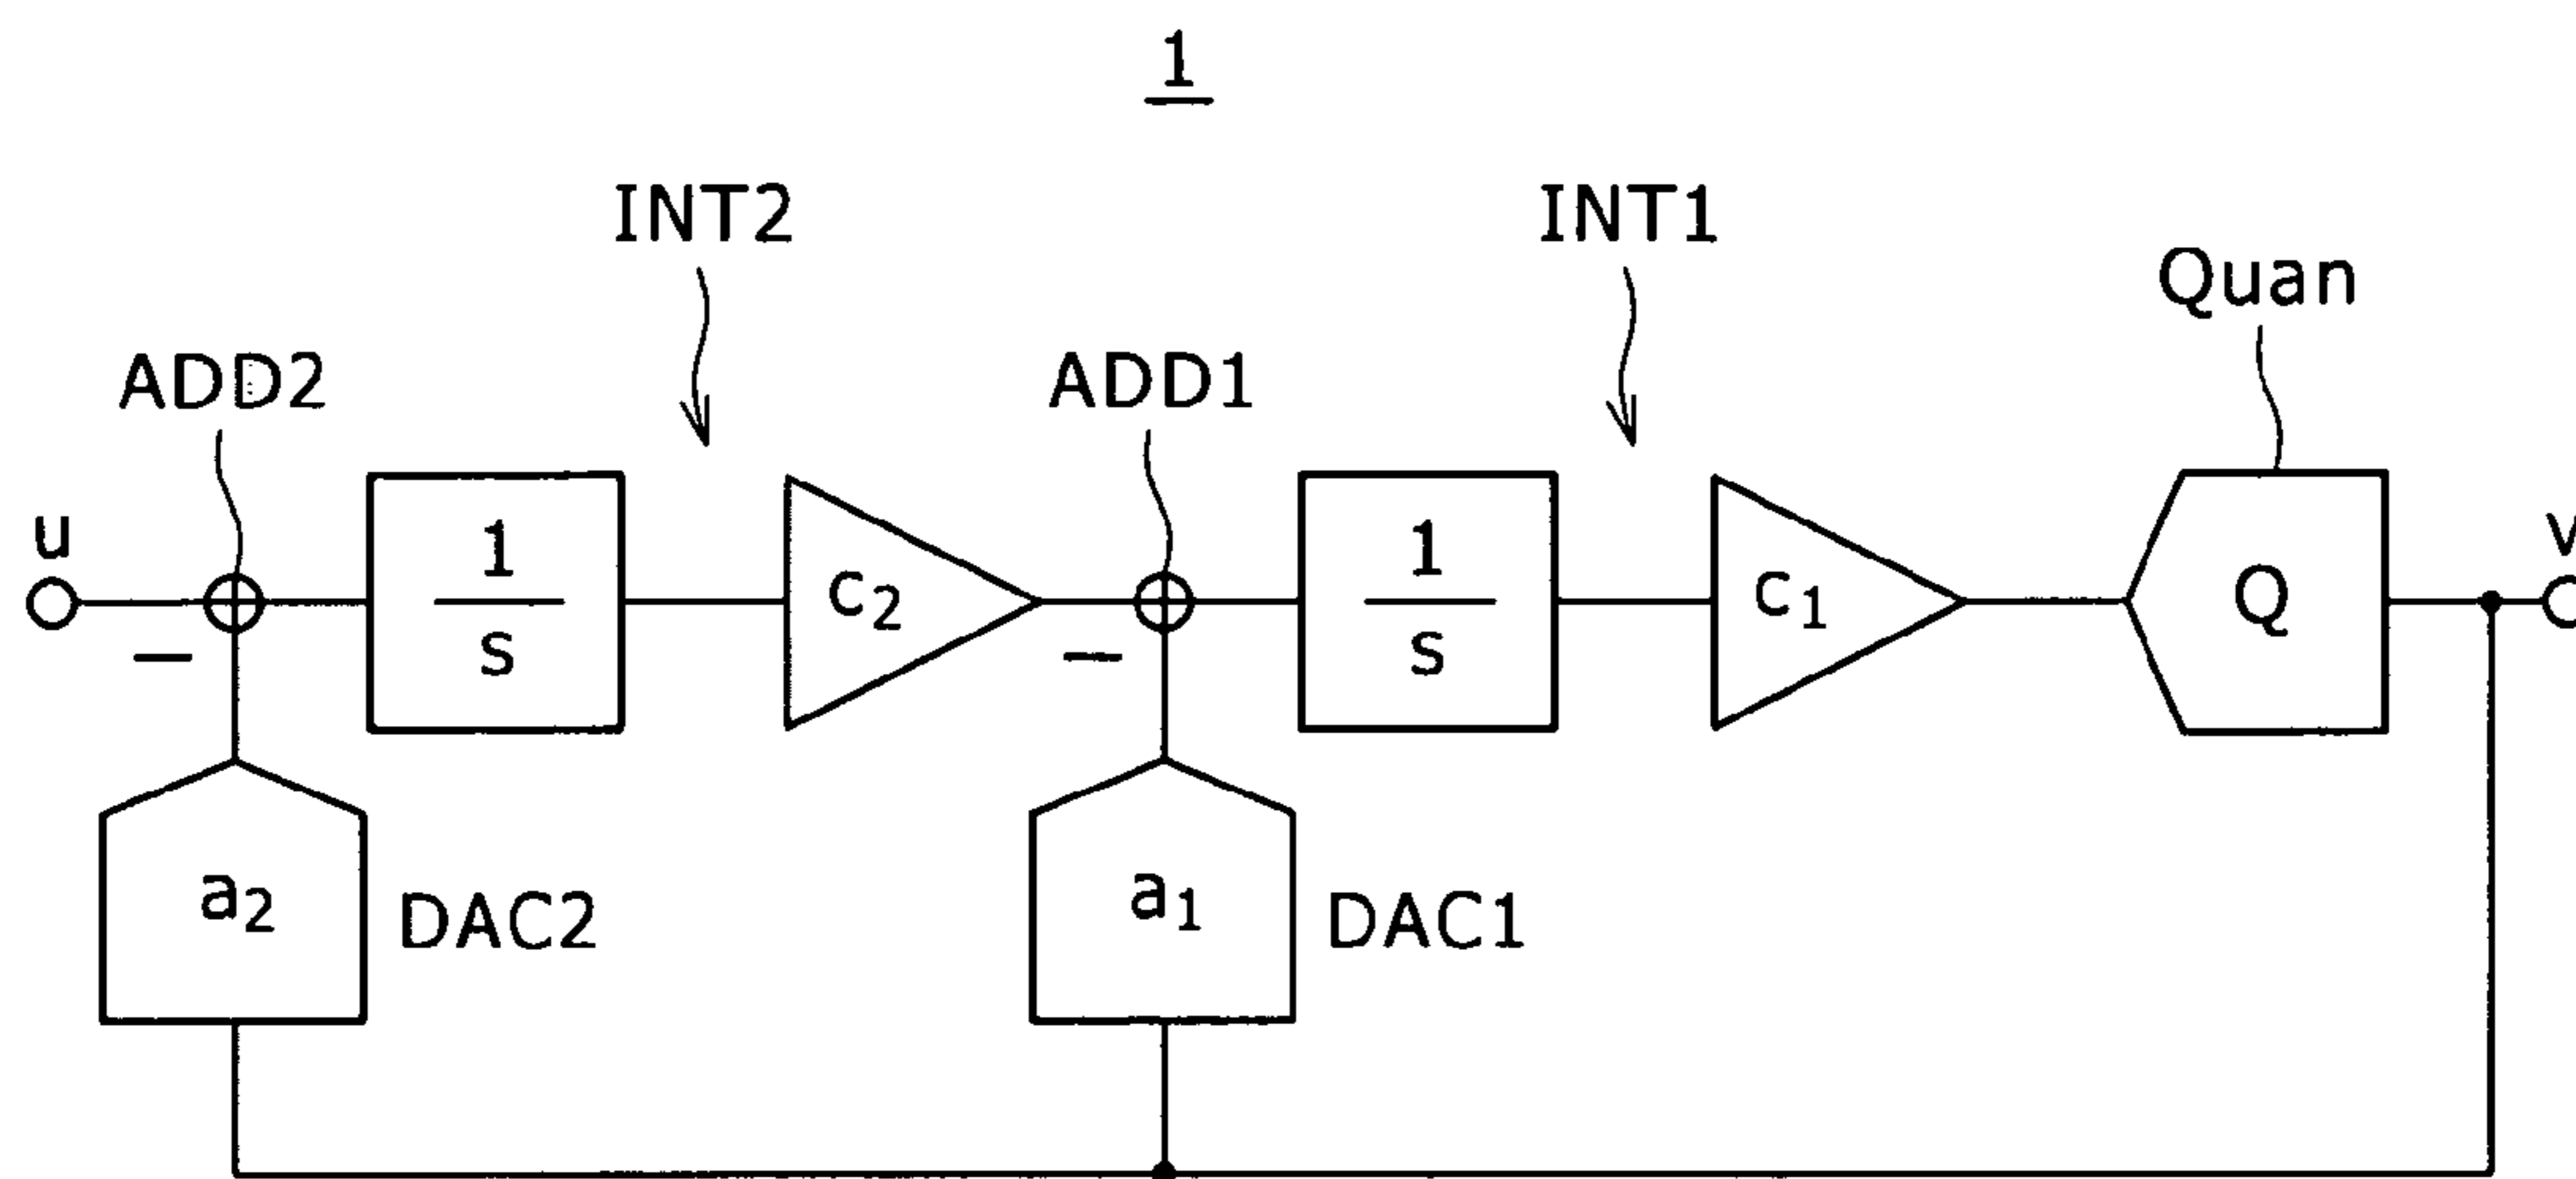 1
INT2
INT1
Quan
ADD2
ADD1
u
1
s
c₂
1
s
c₁
Q
v
−
−
a₂
DAC2
a₁
DAC1